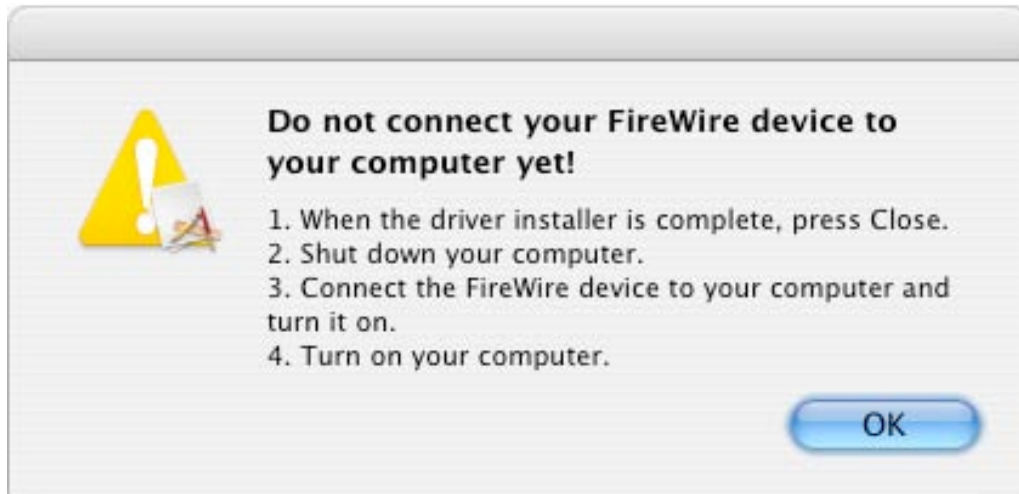 Do not connect your FireWire device to
your computer yet!
1. When the driver installer is complete, press Close.
2. Shut down your computer.
3. Connect the FireWire device to your computer and
turn it on.
4. Turn on your computer.
OK